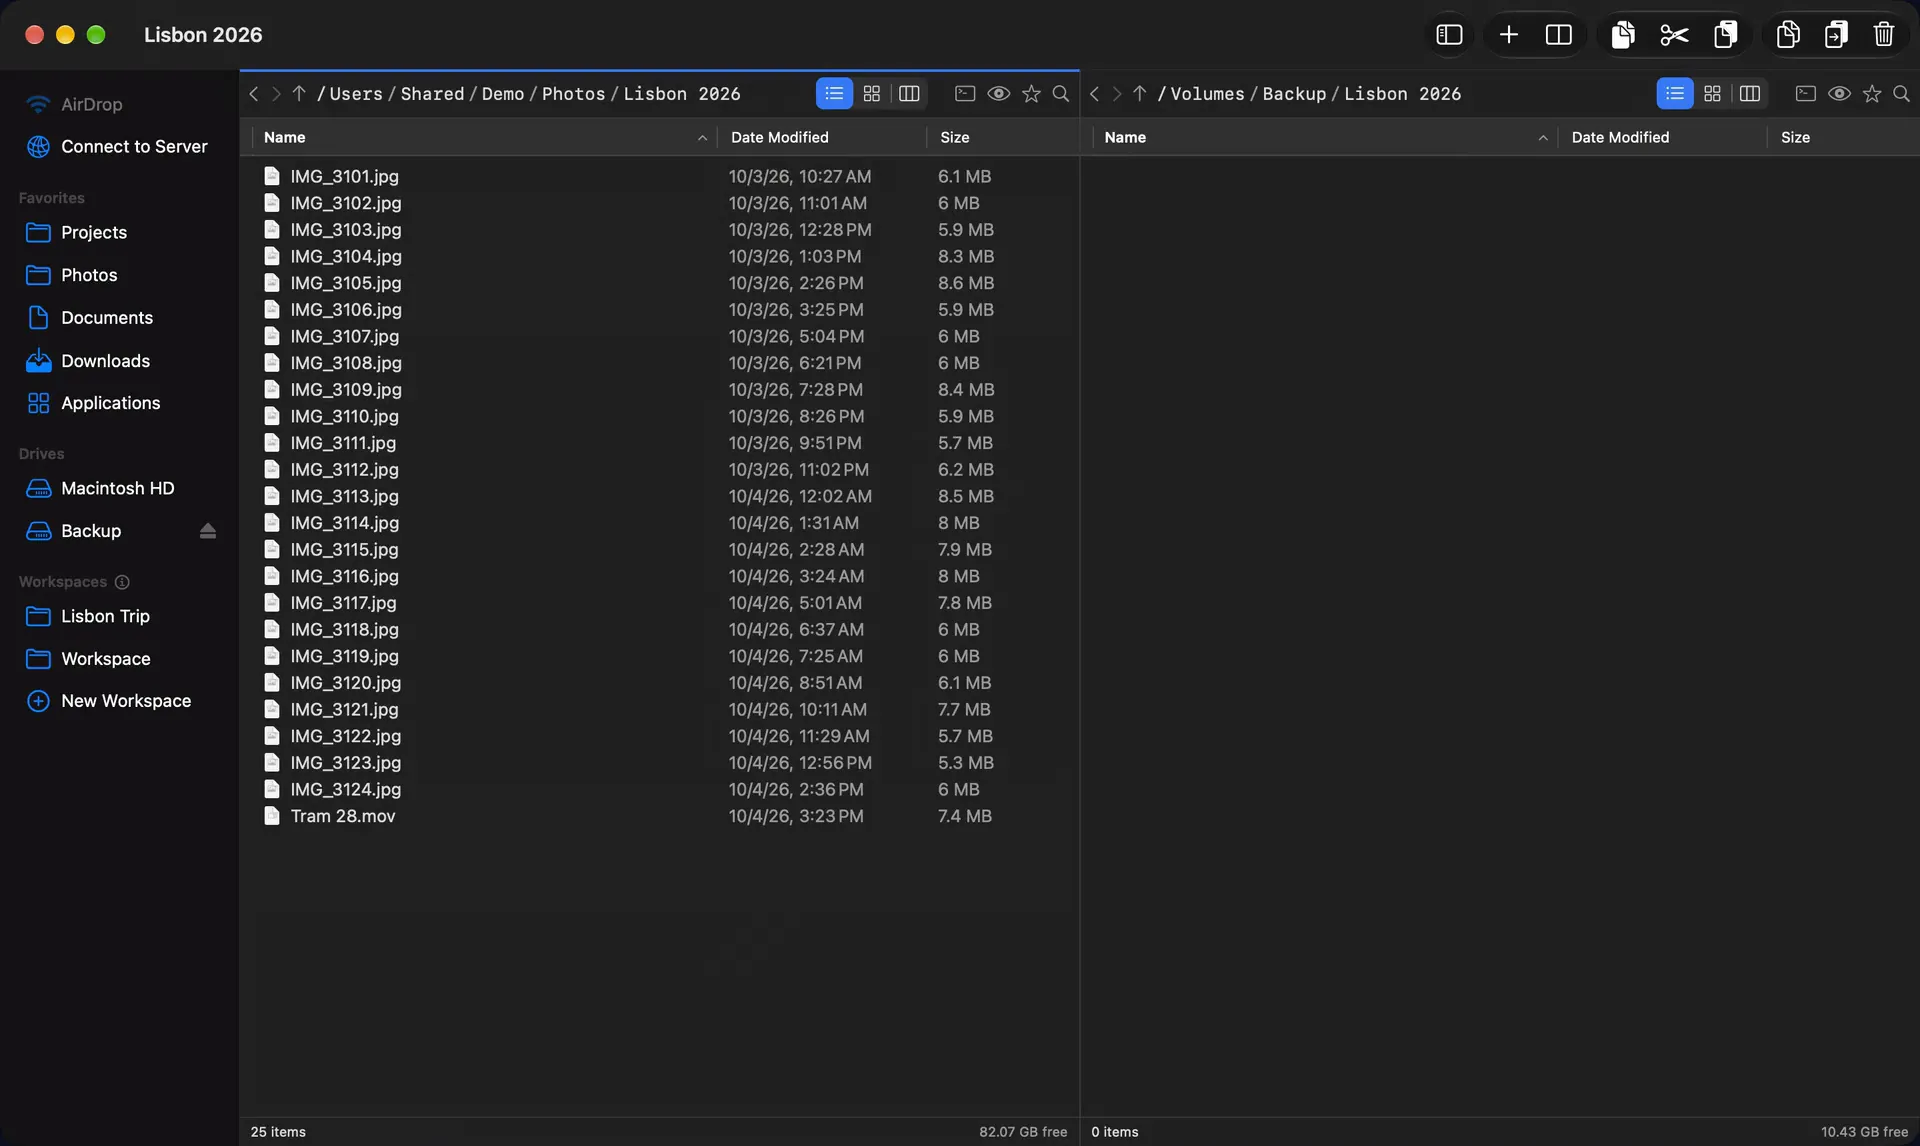 Lisbon 2026
AirDrop
Connect to Server
Favorites
Projects
Photos
Documents
Downloads
Applications
Drives
Macintosh HD
Backup
Workspaces
Lisbon Trip
Workspace
New Workspace
/Users/Shared/Demo/Photos/Lisbon 2026
Name Date Modified Size
IMG_3101.jpg 10/3/26, 10:27 AM 6.1 MB
IMG_3102.jpg 10/3/26, 11:01 AM 6 MB
IMG_3103.jpg 10/3/26, 12:28 PM 5.9 MB
IMG_3104.jpg 10/3/26, 1:03 PM 8.3 MB
IMG_3105.jpg 10/3/26, 2:26 PM 8.6 MB
IMG_3106.jpg 10/3/26, 3:25 PM 5.9 MB
IMG_3107.jpg 10/3/26, 5:04 PM 6 MB
IMG_3108.jpg 10/3/26, 6:21 PM 6 MB
IMG_3109.jpg 10/3/26, 7:28 PM 8.4 MB
IMG_3110.jpg 10/3/26, 8:26 PM 5.9 MB
IMG_3111.jpg 10/3/26, 9:51 PM 5.7 MB
IMG_3112.jpg 10/3/26, 11:02 PM 6.2 MB
IMG_3113.jpg 10/4/26, 12:02 AM 8.5 MB
IMG_3114.jpg 10/4/26, 1:31 AM 8 MB
IMG_3115.jpg 10/4/26, 2:28 AM 7.9 MB
IMG_3116.jpg 10/4/26, 3:24 AM 8 MB
IMG_3117.jpg 10/4/26, 5:01 AM 7.8 MB
IMG_3118.jpg 10/4/26, 6:37 AM 6 MB
IMG_3119.jpg 10/4/26, 7:25 AM 6 MB
IMG_3120.jpg 10/4/26, 8:51 AM 6.1 MB
IMG_3121.jpg 10/4/26, 10:11 AM 7.7 MB
IMG_3122.jpg 10/4/26, 11:29 AM 5.7 MB
IMG_3123.jpg 10/4/26, 12:56 PM 5.3 MB
IMG_3124.jpg 10/4/26, 2:36 PM 6 MB
Tram 28.mov 10/4/26, 3:23 PM 7.4 MB
25 items 82.07 GB free
/Volumes/Backup/Lisbon 2026
Name Date Modified Size
0 items 10.43 GB free